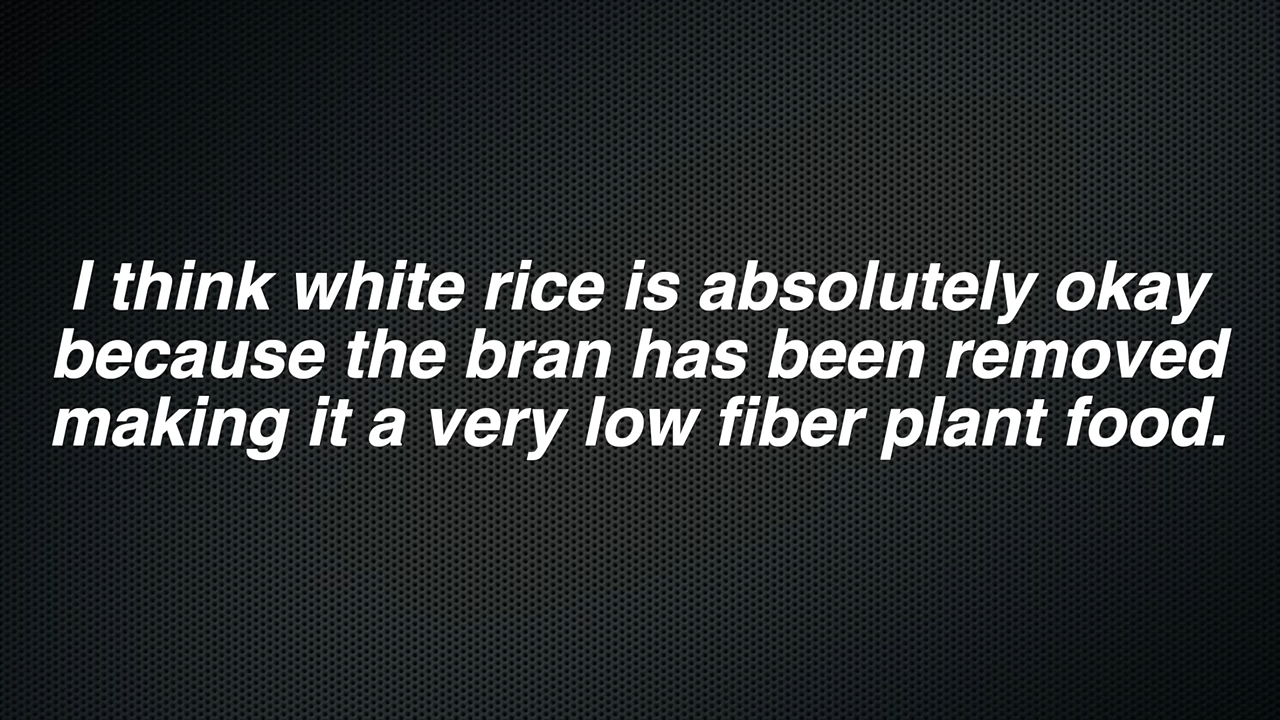 I think white rice is absolutely okay
because the bran has been removed
making it a very low fiber plant food.